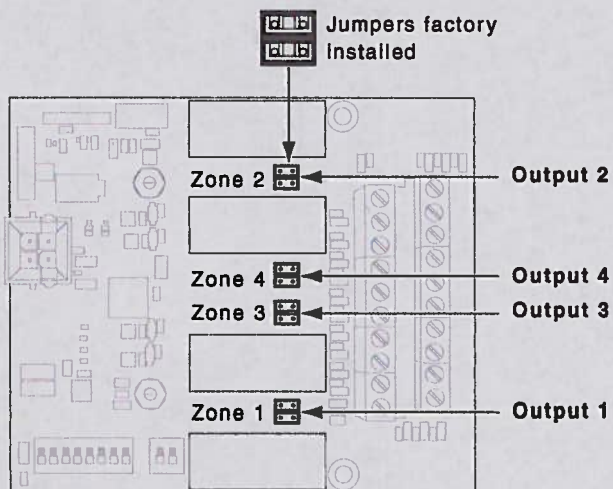 Jumpers factory
installed
Zone 2
Output 2
Zone 4
Output 4
Zone 3
Output 3
Zone 1
Output 1